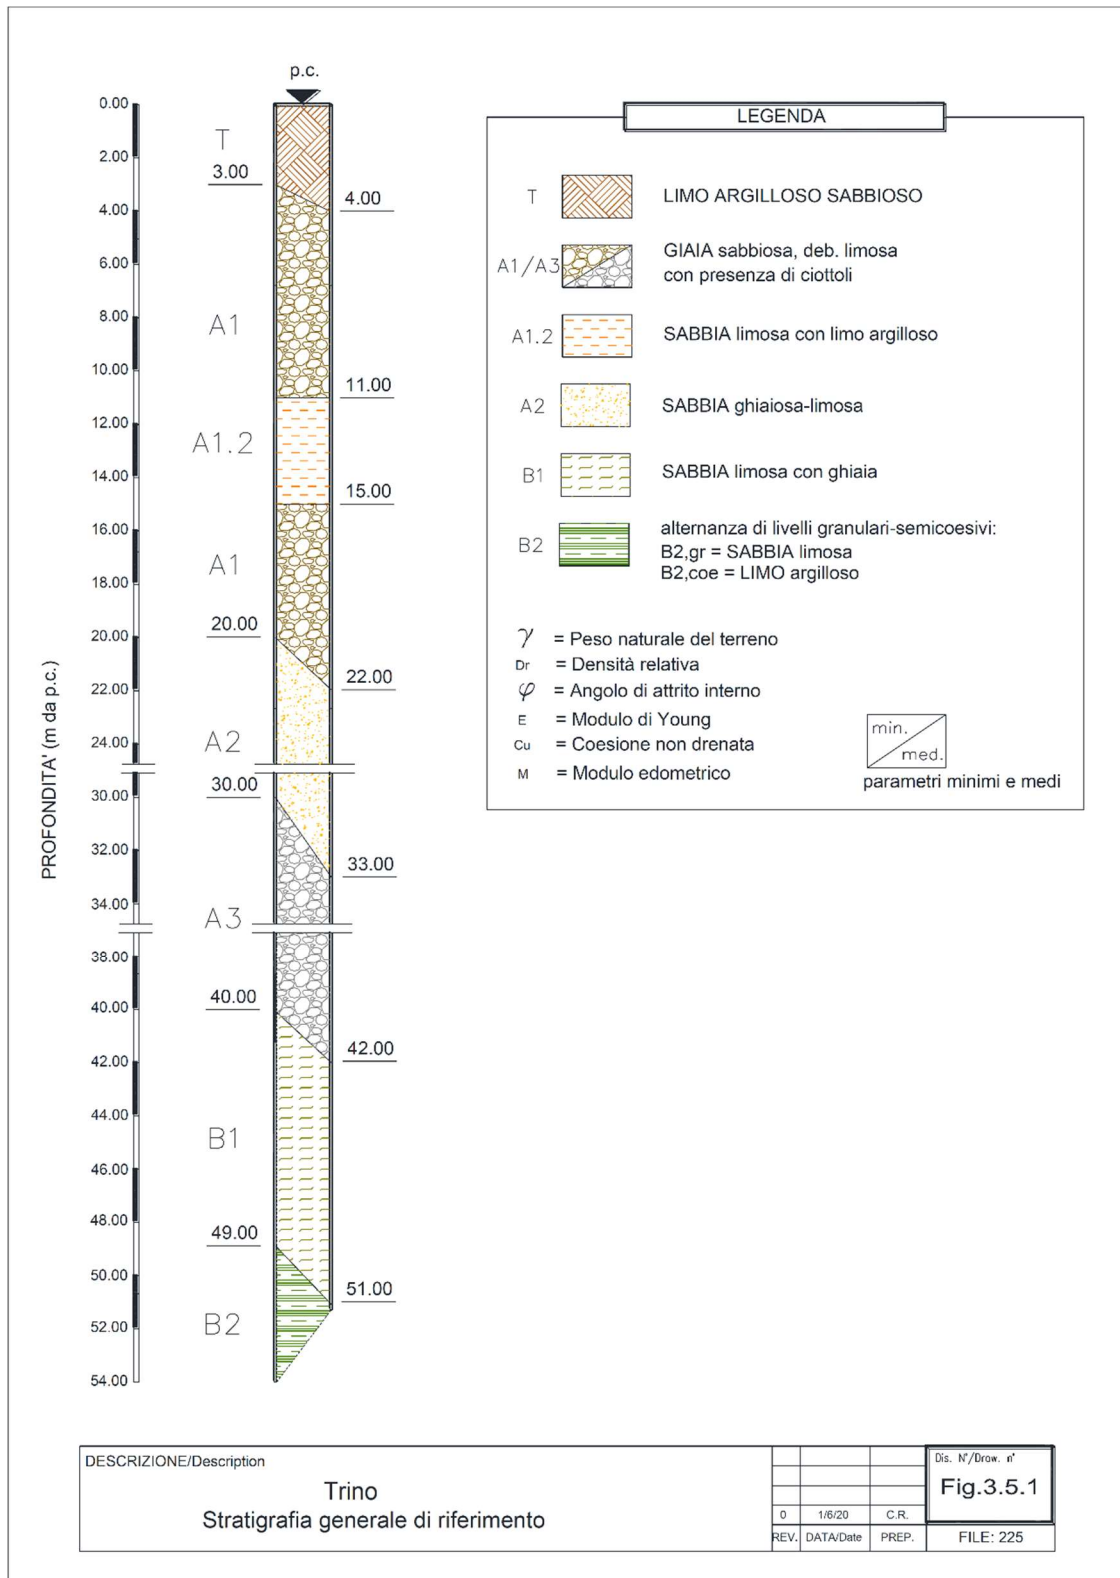 p.c.
0.00
2.00
4.00
6.00
8.00
10.00
12.00
14.00
16.00
18.00
20.00
22.00
24.00
30.00
32.00
34.00
38.00
40.00
42.00
44.00
46.00
48.00
50.00
52.00
54.00
PROFONDITA' (m da p.c.)
T
3.00
4.00
A1
11.00
A1.2
15.00
A1
20.00
22.00
A2
30.00
33.00
A3
40.00
42.00
B1
49.00
51.00
B2
LEGENDA
T LIMO ARGILLOSO SABBIOSO
A1/A3 GIAIA sabbiosa, deb. limosa
con presenza di ciottoli
A1.2 SABBIA limosa con limo argilloso
A2 SABBIA ghiaiosa-limosa
B1 SABBIA limosa con ghiaia
B2 alternanza di livelli granulari-semicoesivi:
B2,gr = SABBIA limosa
B2,coe = LIMO argilloso
γ = Peso naturale del terreno
Dr = Densità relativa
φ = Angolo di attrito interno
E = Modulo di Young
Cu = Coesione non drenata
M = Modulo edometrico
min.
med.
parametri minimi e medi
DESCRIZIONE/Description
Trino
Stratigrafia generale di riferimento
0 1/6/20 C.R.
REV. DATA/Date PREP.
Dis. N°/Draw. n°
Fig.3.5.1
FILE: 225